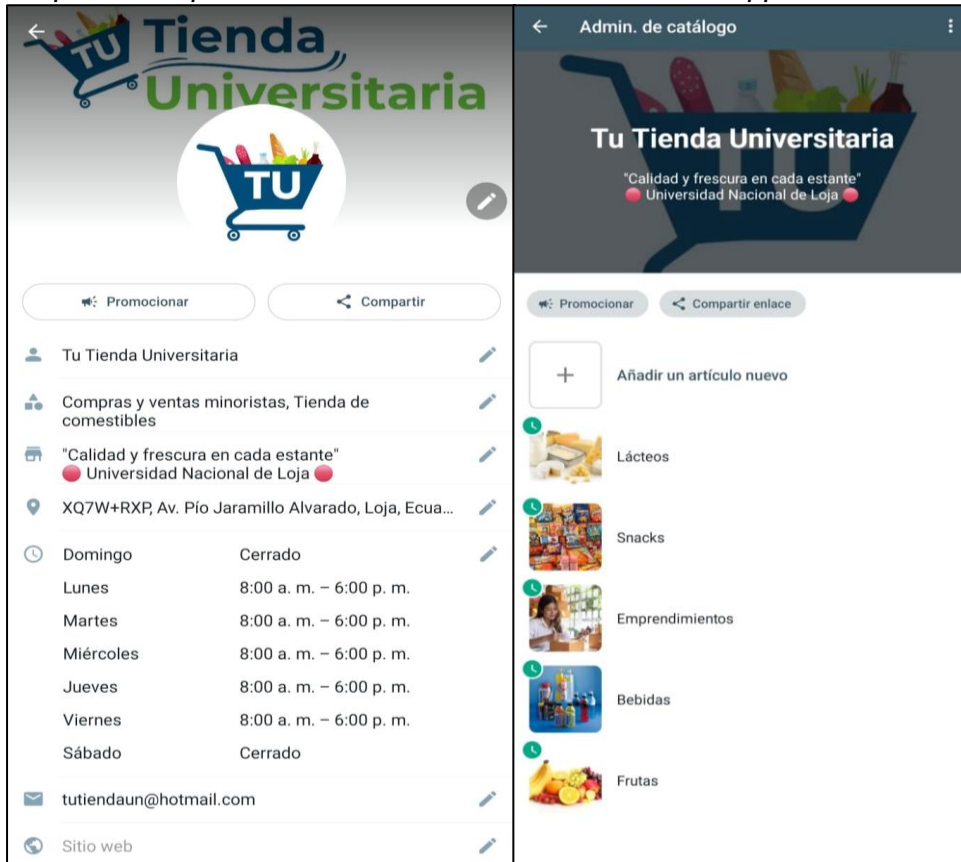 Tienda
Universitaria
TU
TU
Promocionar
Compartir
Tu Tienda Universitaria
Compras y ventas minoristas, Tienda de
comestibles
"Calidad y frescura en cada estante"
🔴 Universidad Nacional de Loja 🔴
XQ7W+RXP, Av. Pío Jaramillo Alvarado, Loja, Ecua...
Domingo Cerrado
Lunes 8:00 a. m. – 6:00 p. m.
Martes 8:00 a. m. – 6:00 p. m.
Miércoles 8:00 a. m. – 6:00 p. m.
Jueves 8:00 a. m. – 6:00 p. m.
Viernes 8:00 a. m. – 6:00 p. m.
Sábado Cerrado
tutiendaun@hotmail.com
Sitio web
Admin. de catálogo
TU
Tu Tienda Universitaria
"Calidad y frescura en cada estante"
🔴 Universidad Nacional de Loja 🔴
Promocionar
Compartir enlace
Añadir un artículo nuevo
Lácteos
Snacks
Emprendimientos
Bebidas
Frutas